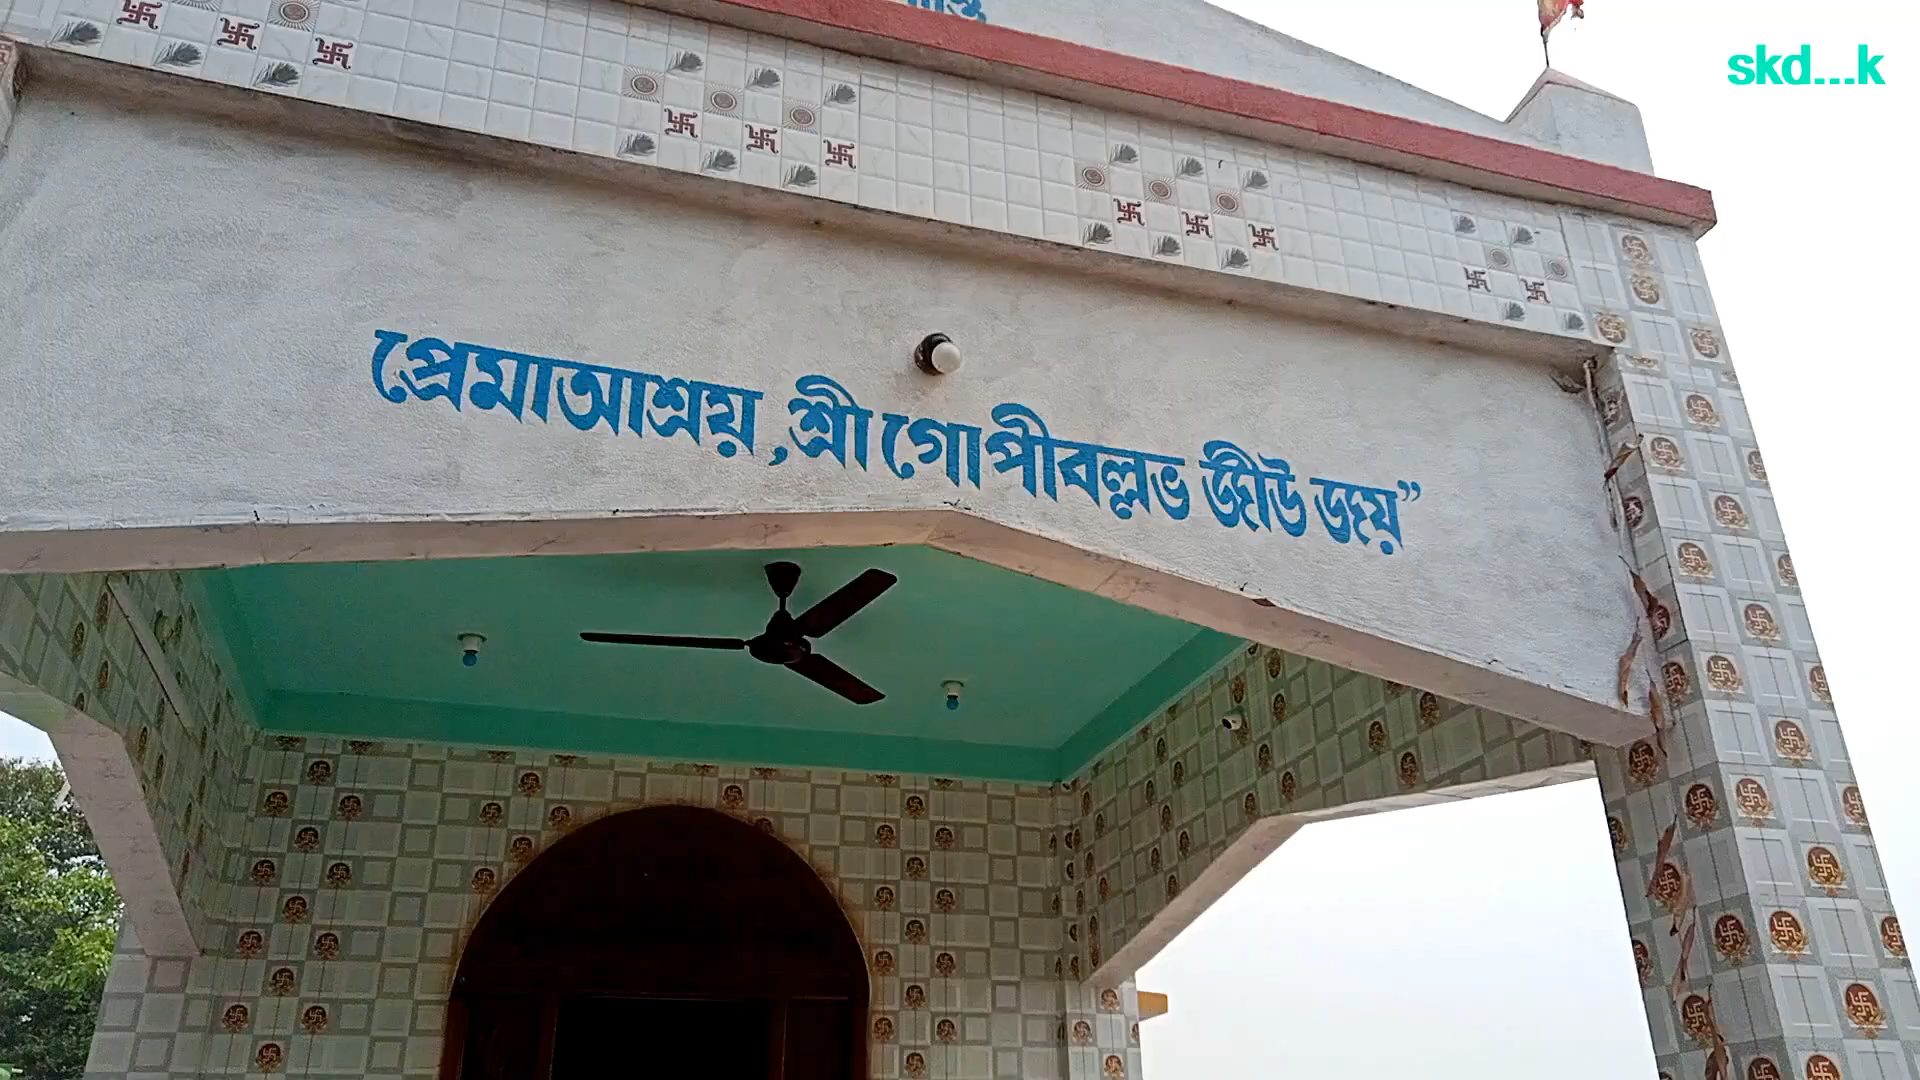 skd...k
প্রেমাআশ্রয়, শ্রী গোপীবল্লভ জীউ জয়”